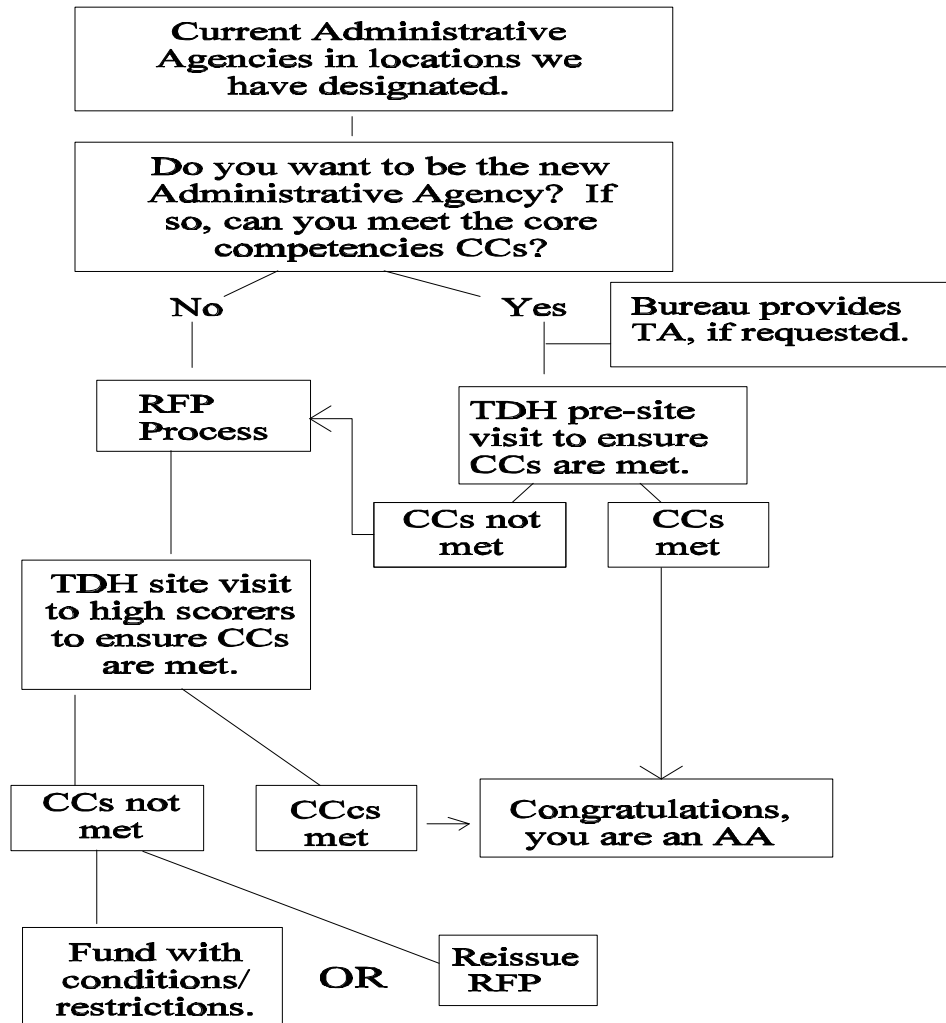 Current Administrative
Agencies in locations we
have designated.
Do you want to be the new
Administrative Agency? If
so, can you meet the core
competencies CCs?
No
Yes
Bureau provides
TA, if requested.
RFP
Process
TDH pre-site
visit to ensure
CCs are met.
CCs not
met
CCs
met
TDH site visit
to high scorers
to ensure CCs
are met.
CCs not
met
CCcs
met
Congratulations,
you are an AA
Fund with
conditions/
restrictions.
OR
Reissue
RFP